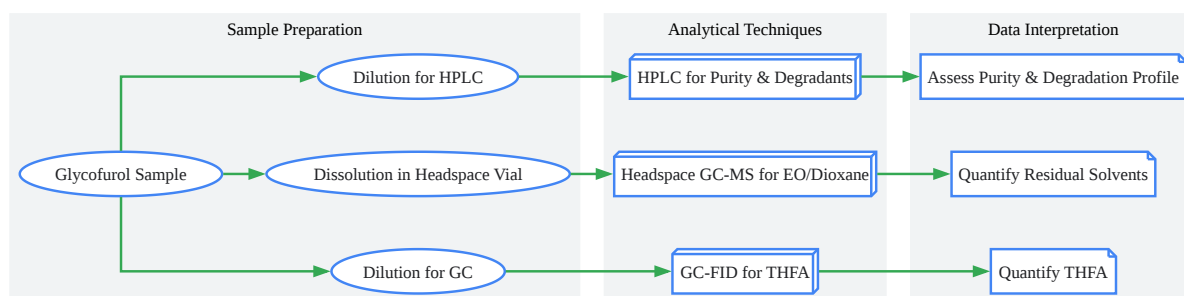 Sample Preparation
Analytical Techniques
Data Interpretation
Dilution for HPLC
HPLC for Purity & Degradants
Assess Purity & Degradation Profile
Glycofurol Sample
Dissolution in Headspace Vial
Headspace GC-MS for EO/Dioxane
Quantify Residual Solvents
Dilution for GC
GC-FID for THFA
Quantify THFA